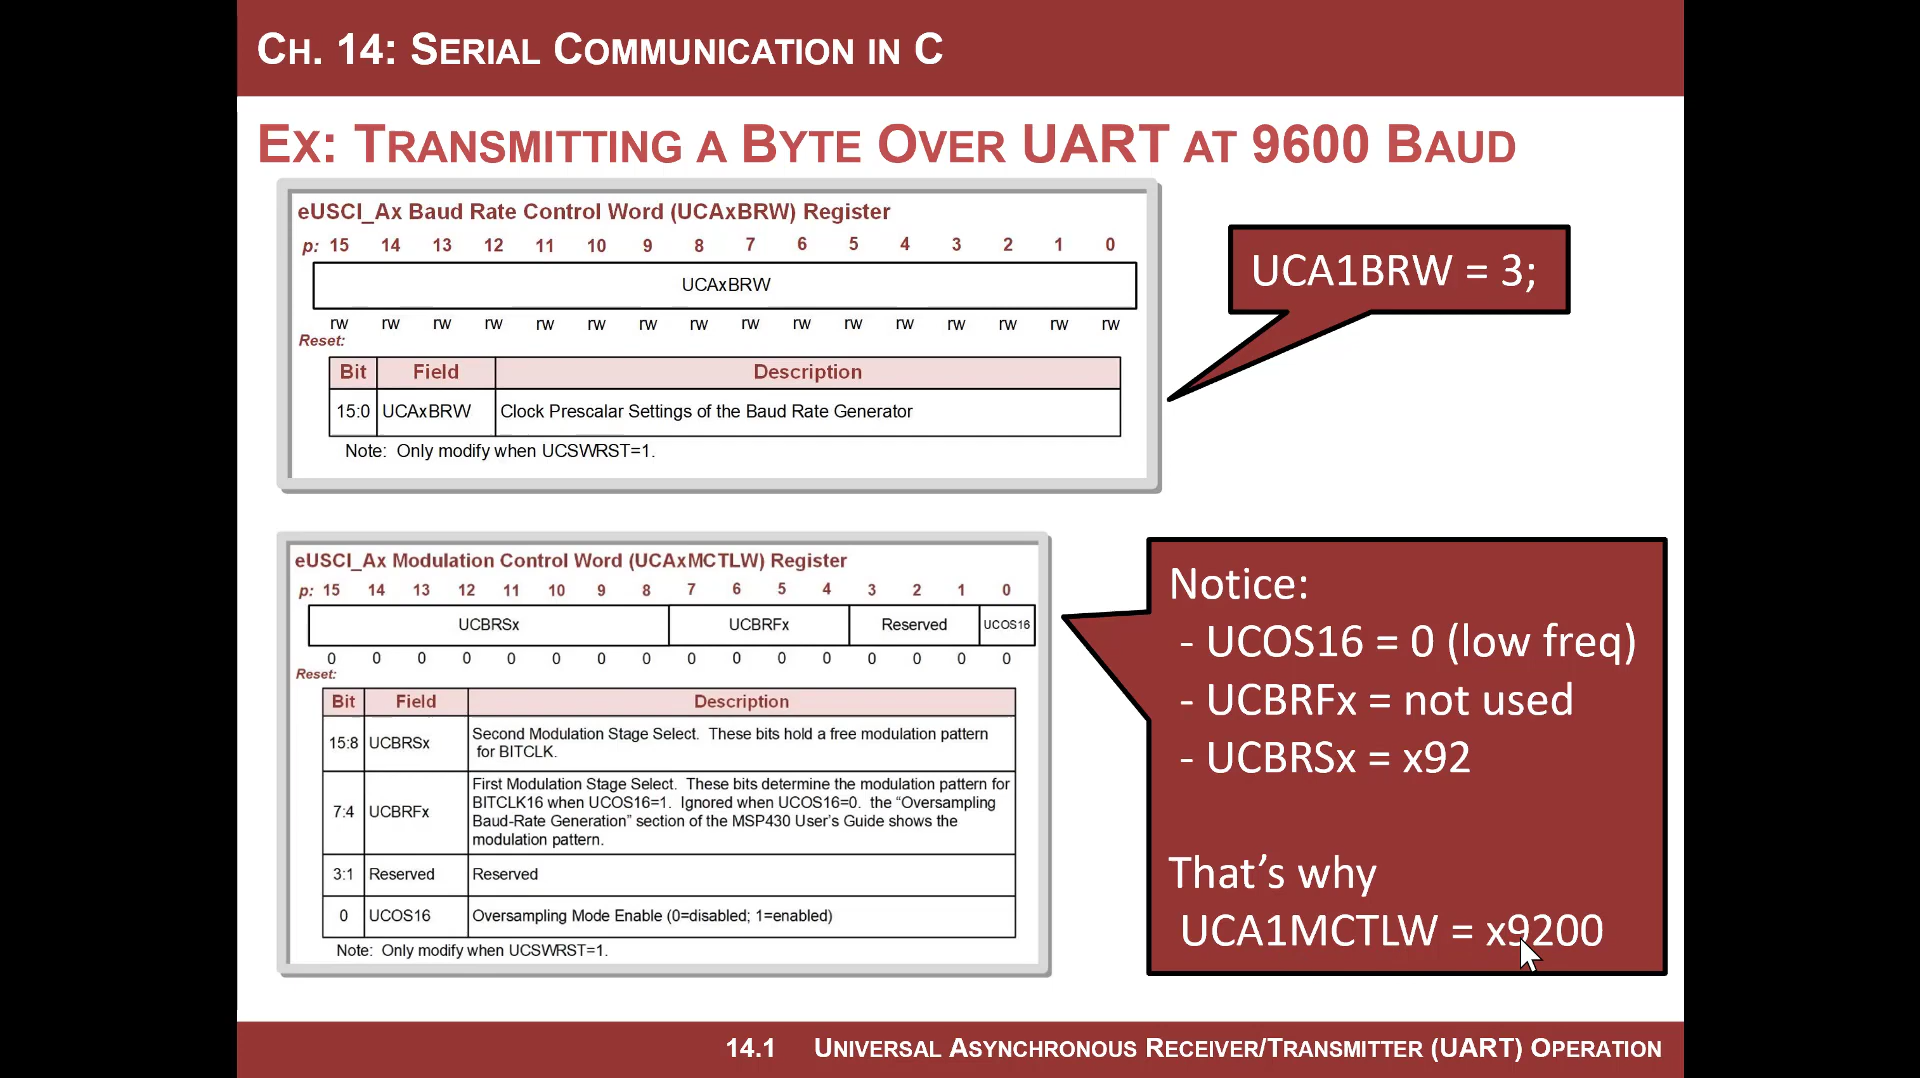 CH. 14: SERIAL COMMUNICATION IN C
EX: TRANSMITTING A BYTE OVER UART AT 9600 BAUD
eUSCI_Ax Baud Rate Control Word (UCAxBRW) Register
p: 15 14 13 12 11 10 9 8 7 6 5 4 3 2 1 0
UCAxBRW
rw rw rw rw rw rw rw rw rw rw rw rw rw rw rw rw
Reset:
Bit Field Description
15:0 UCAxBRW Clock Prescalar Settings of the Baud Rate Generator
Note: Only modify when UCSWRST=1.
UCA1BRW = 3;
eUSCI_Ax Modulation Control Word (UCAxMCTLW) Register
p: 15 14 13 12 11 10 9 8 7 6 5 4 3 2 1 0
UCBRSx UCBRFx Reserved UCOS16
0 0 0 0 0 0 0 0 0 0 0 0 0 0 0 0
Reset:
Bit Field Description
15:8 UCBRSx Second Modulation Stage Select. These bits hold a free modulation pattern
for BITCLK.
7:4 UCBRFx First Modulation Stage Select. These bits determine the modulation pattern for
BITCLK16 when UCOS16=1. Ignored when UCOS16=0. the “Oversampling
Baud-Rate Generation” section of the MSP430 User’s Guide shows the
modulation pattern.
3:1 Reserved Reserved
0 UCOS16 Oversampling Mode Enable (0=disabled; 1=enabled)
Note: Only modify when UCSWRST=1.
Notice:
- UCOS16 = 0 (low freq)
- UCBRFx = not used
- UCBRSx = x92
That’s why
UCA1MCTLW = x9200
14.1 UNIVERSAL ASYNCHRONOUS RECEIVER/TRANSMITTER (UART) OPERATION